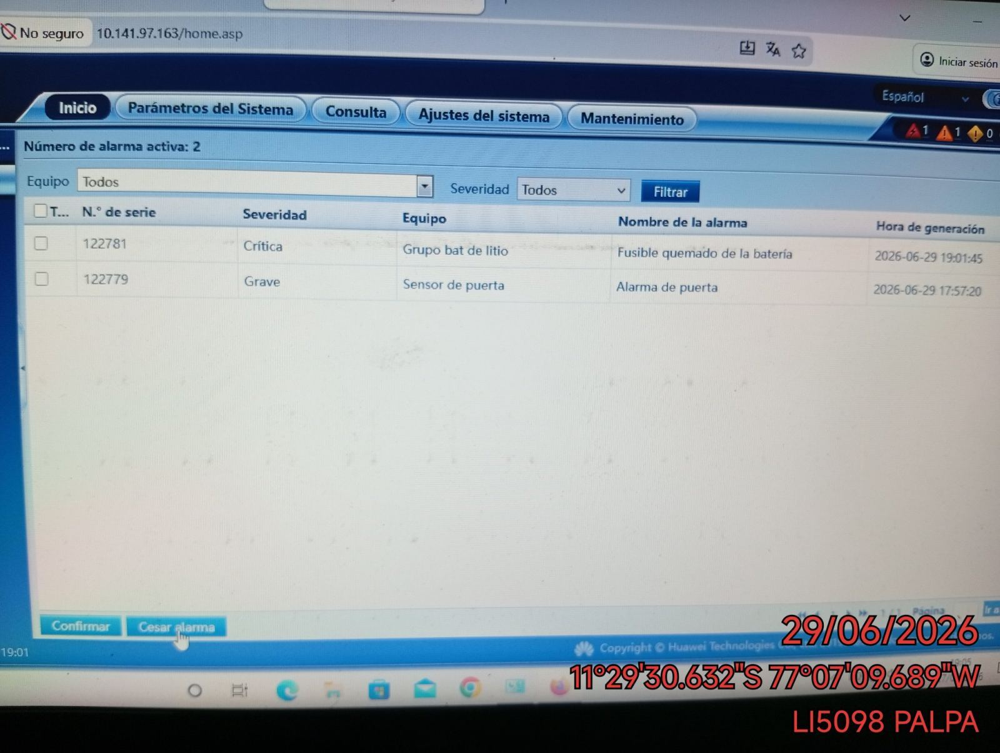 No seguro 10.141.97.163/home.asp
Iniciar sesión
Español
Inicio Parámetros del Sistema Consulta Ajustes del sistema Mantenimiento
1 1 0
... Número de alarma activa: 2
Equipo Todos Severidad Todos Filtrar
T... N.° de serie Severidad Equipo Nombre de la alarma Hora de generación
122781 Crítica Grupo bat de litio Fusible quemado de la batería 2026-06-29 19:01:45
122779 Grave Sensor de puerta Alarma de puerta 2026-06-29 17:57:20
Página Ir a
Confirmar Cesar alarma
19:01
Copyright © Huawei Technologies
29/06/2026
11°29'30.632"S 77°07'09.689"W
LI5098 PALPA